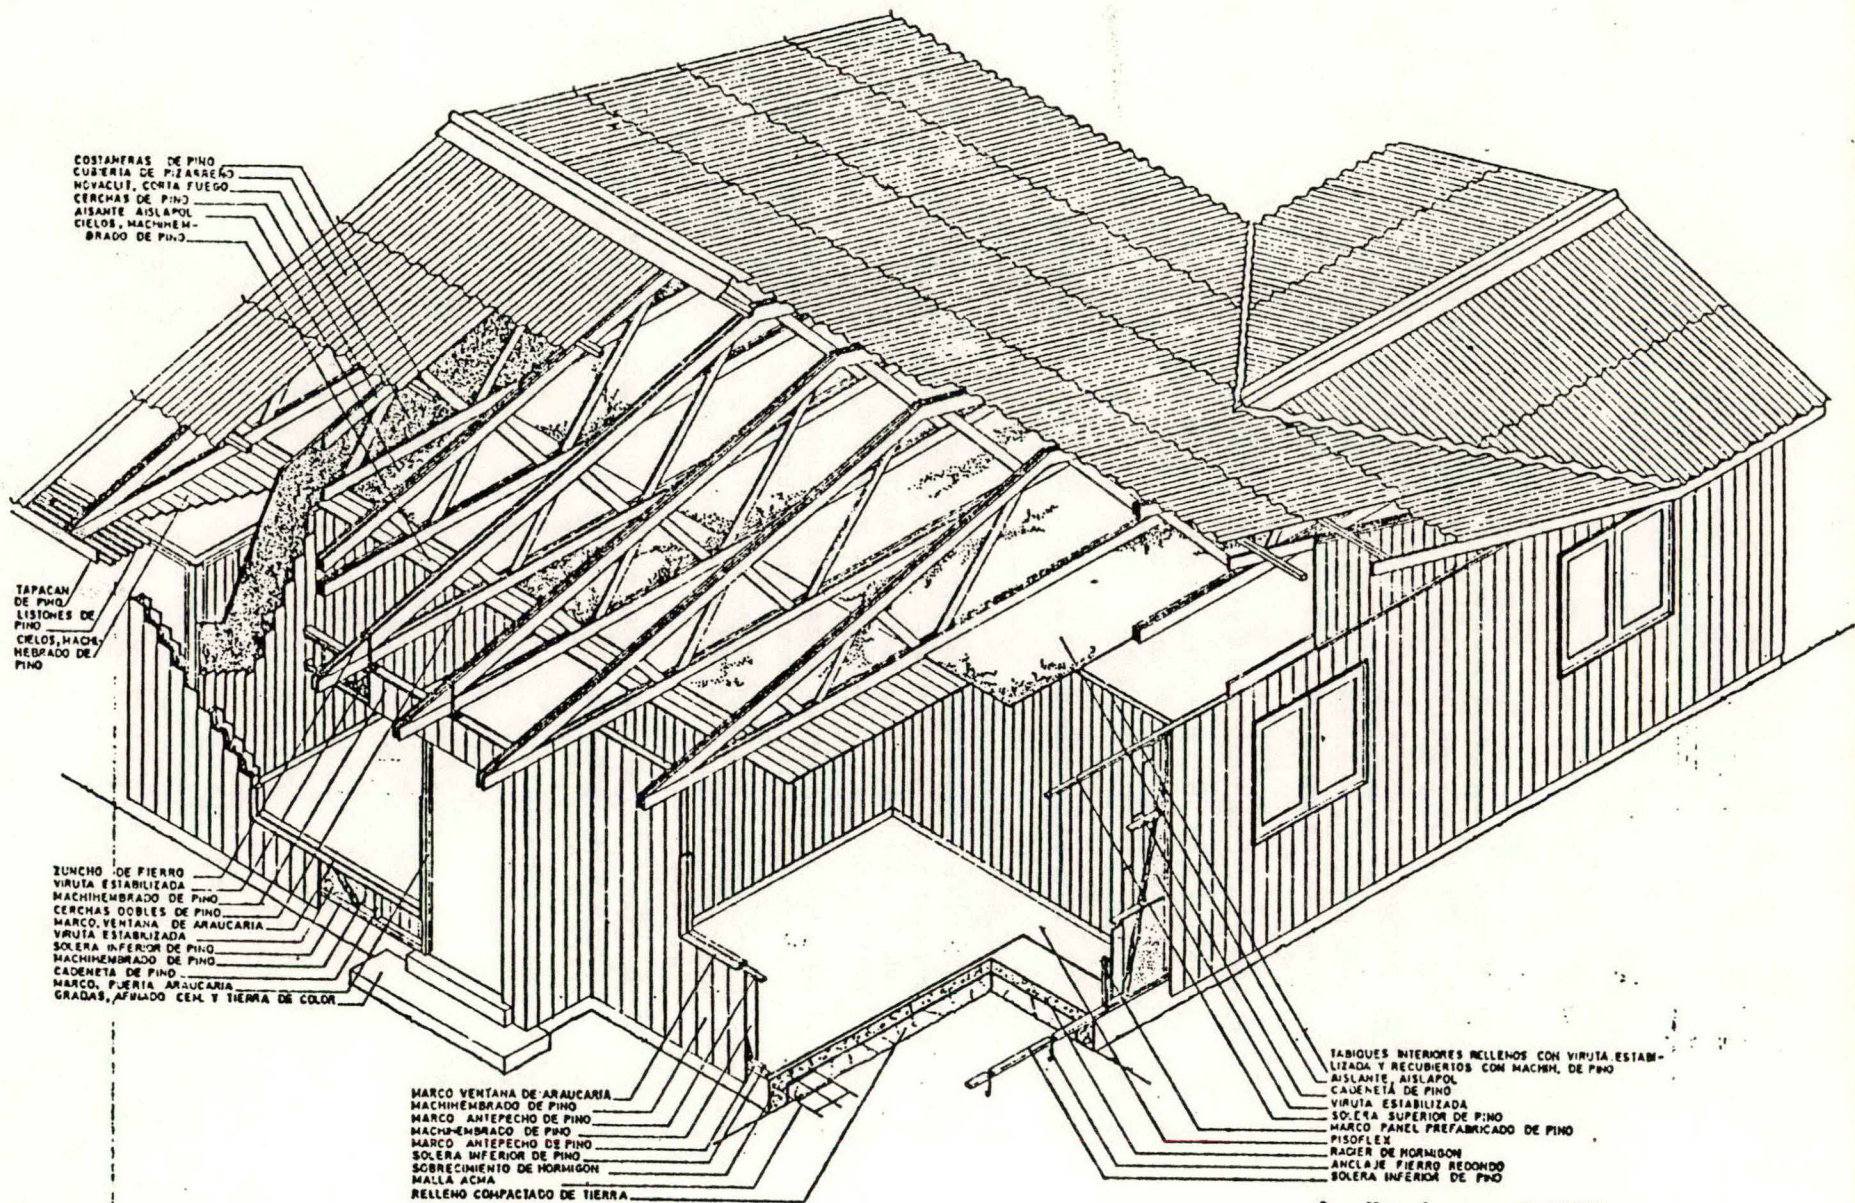 COSTANERAS DE PINO
CUBIERTA DE PIZARREÑO
NOVACLIT, CORTA FUEGO
CERCHAS DE PINO
AISANTE AISLAPOL
CIELOS, MACHIHEM-
BRADO DE PINO
TAPACAN
DE PINO
LISTONES DE
PINO
CIELOS, MACHI-
HEBRADO DE
PINO
ZUNCHO DE FIERRO
VIRUTA ESTABILIZADA
MACHIHEMBRADO DE PINO
CERCHAS DOBLES DE PINO
MARCO, VENTANA DE ARAUCARIA
VIRUTA ESTABILIZADA
SOLERA INFERIOR DE PINO
MACHIHEMBRADO DE PINO
CADENETA DE PINO
MARCO, PUERTA ARAUCARIA
GRADAS, AFINADO CEM. Y TIERRA DE COLOR
MARCO VENTANA DE ARAUCARIA
MACHIHEMBRADO DE PINO
MARCO ANTEPECHO DE PINO
MACHIHEMBRADO DE PINO
MARCO ANTEPECHO DE PINO
SOLERA INFERIOR DE PINO
SOBRECIMIENTO DE HORMIGON
MALLA ACMA
RELLENO COMPACTADO DE TIERRA
TABIQUES INTERIORES RELLENOS CON VIRUTA ESTABI-
LIZADA Y RECUBIERTOS CON MACHIH. DE PINO
AISLANTE, AISLAPOL
CADENETA DE PINO
VIRUTA ESTABILIZADA
SOLERA SUPERIOR DE PINO
MARCO PANEL PREFABRICADO DE PINO
PISOFLEX
RADIER DE HORMIGON
ANCLAJE FIERRO REDONDO
SOLERA INFERIOR DE PINO